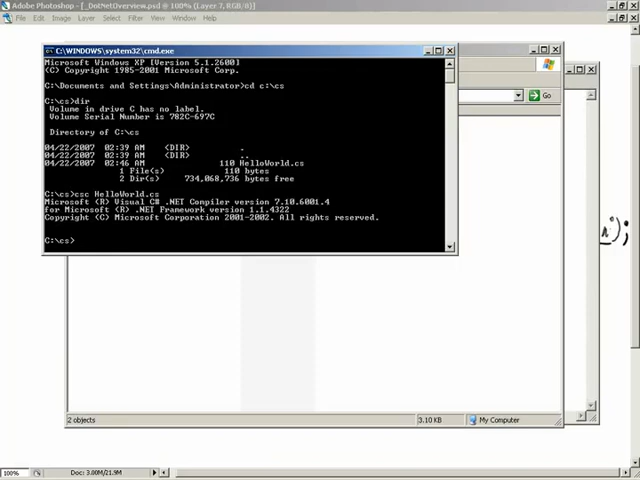 Adobe Photoshop - [_DotNetOverview.psd @ 100% (Layer 7, RGB/8)]
File Edit Image Layer Select Filter View Window Help
C:\WINDOWS\system32\cmd.exe
Microsoft Windows XP [Version 5.1.2600]
(C) Copyright 1985-2001 Microsoft Corp.
C:\Documents and Settings\Administrator>cd c:\cs
C:\cs>dir
Volume in drive C has no label.
Volume Serial Number is 782C-697C
Directory of C:\cs
04/22/2007 02:39 AM <DIR> .
04/22/2007 02:39 AM <DIR> ..
04/22/2007 02:46 AM 110 HelloWorld.cs
1 File(s) 110 bytes
2 Dir(s) 734,068,736 bytes free
C:\cs>csc HelloWorld.cs
Microsoft (R) Visual C# .NET Compiler version 7.10.6001.4
for Microsoft (R) .NET Framework version 1.1.4322
Copyright (C) Microsoft Corporation 2001-2002. All rights reserved.
C:\cs>
Go
2 objects 3.10 KB My Computer
100% Doc: 3.00M/21.9M